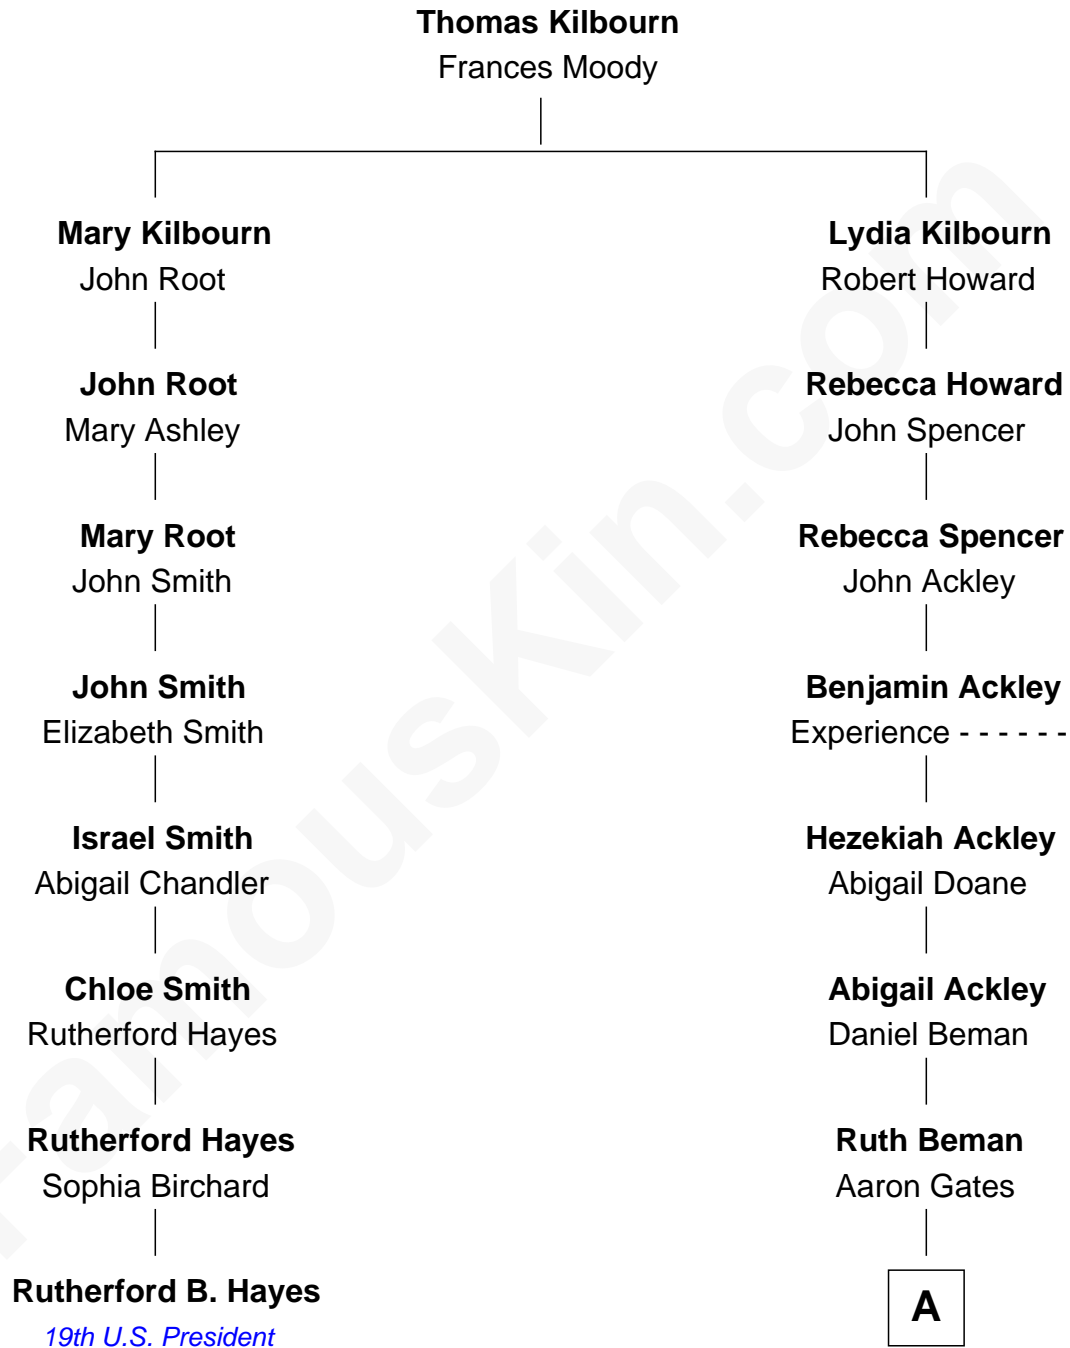 Thomas Kilbourn
Frances Moody
Mary Kilbourn
John Root
John Root
Mary Ashley
Mary Root
John Smith
John Smith
Elizabeth Smith
Israel Smith
Abigail Chandler
Chloe Smith
Rutherford Hayes
Rutherford Hayes
Sophia Birchard
Rutherford B. Hayes
19th U.S. President
Lydia Kilbourn
Robert Howard
Rebecca Howard
John Spencer
Rebecca Spencer
John Ackley
Benjamin Ackley
Experience - - - - - -
Hezekiah Ackley
Abigail Doane
Abigail Ackley
Daniel Beman
Ruth Beman
Aaron Gates
A
FamousKin.com